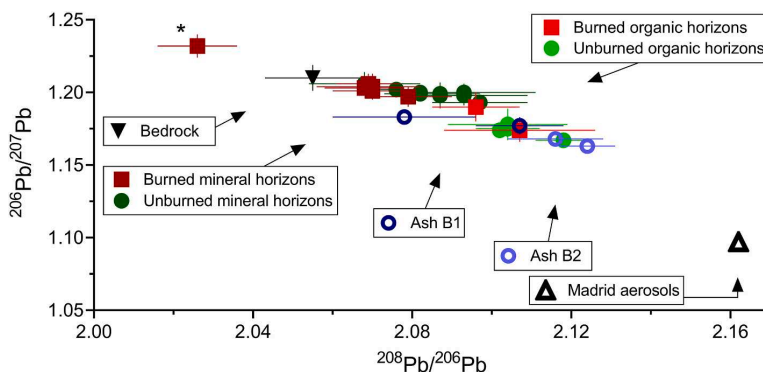 1.25
*
Burned organic horizons
Unburned organic horizons
1.20
Bedrock
206Pb/207Pb
1.15
Burned mineral horizons
Unburned mineral horizons
Ash B1
1.10
Ash B2
Madrid aerosols
1.05
2.00 2.04 2.08 2.12 2.16
208Pb/206Pb